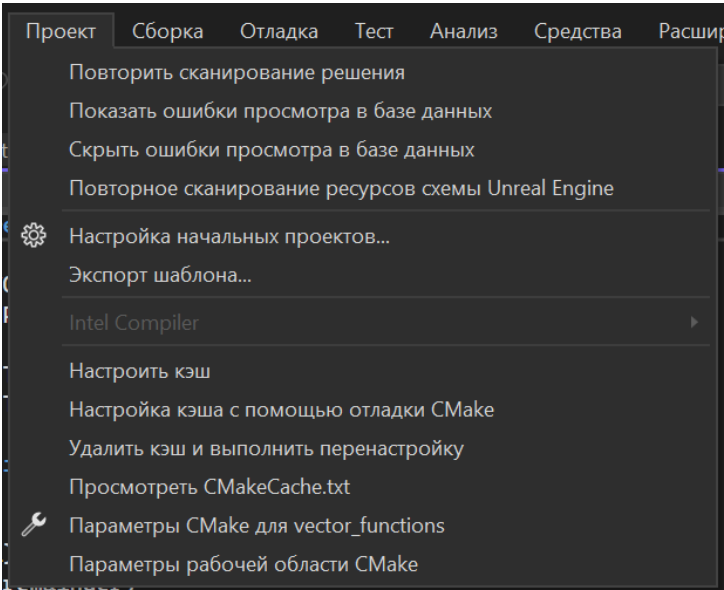 Проект Сборка Отладка Тест Анализ Средства Расшир
Повторить сканирование решения
Показать ошибки просмотра в базе данных
Скрыть ошибки просмотра в базе данных
Повторное сканирование ресурсов схемы Unreal Engine
Настройка начальных проектов...
Экспорт шаблона...
Intel Compiler
Настроить кэш
Настройка кэша с помощью отладки CMake
Удалить кэш и выполнить перенастройку
Просмотреть CMakeCache.txt
Параметры CMake для vector_functions
Параметры рабочей области CMake